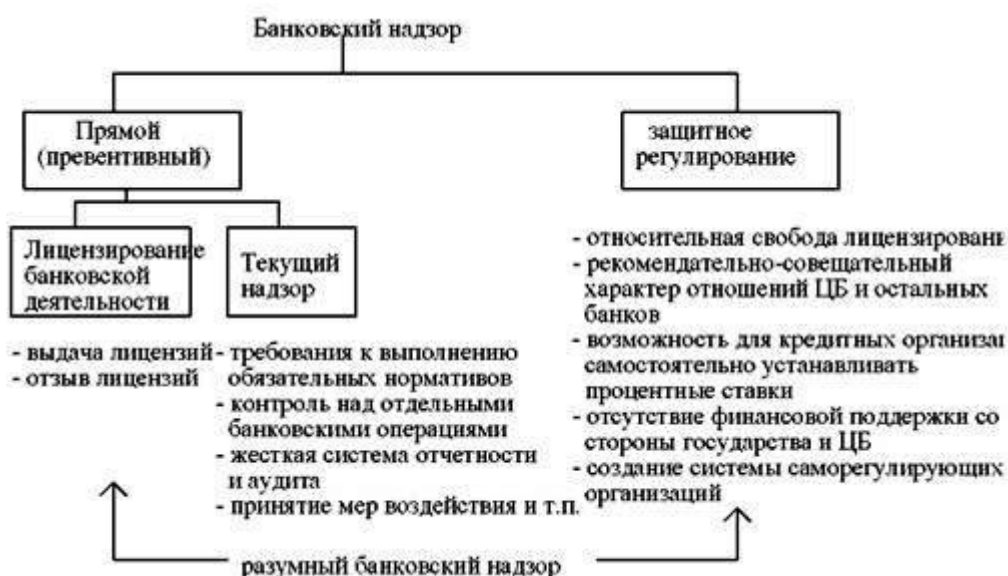 Банковский надзор
Прямой
(превентивный)
защитное
регулирование
Лицензирование
банковской
деятельности
Текущий
надзор
- выдача лицензий
- отзыв лицензий
- требования к выполнению
обязательных нормативов
- контроль над отдельными
банковскими операциями
- жесткая система отчетности
и аудита
- принятие мер воздействия и т.п.
- относительная свобода лицензировани
- рекомендательно-совещательный
характер отношений ЦБ и остальных
банков
- возможность для кредитных организаг
самостоятельно устанавливать
процентные ставки
- отсутствие финансовой поддержки со
стороны государства и ЦБ
- создание системы саморегулирующих
организаций
разумный банковский надзор